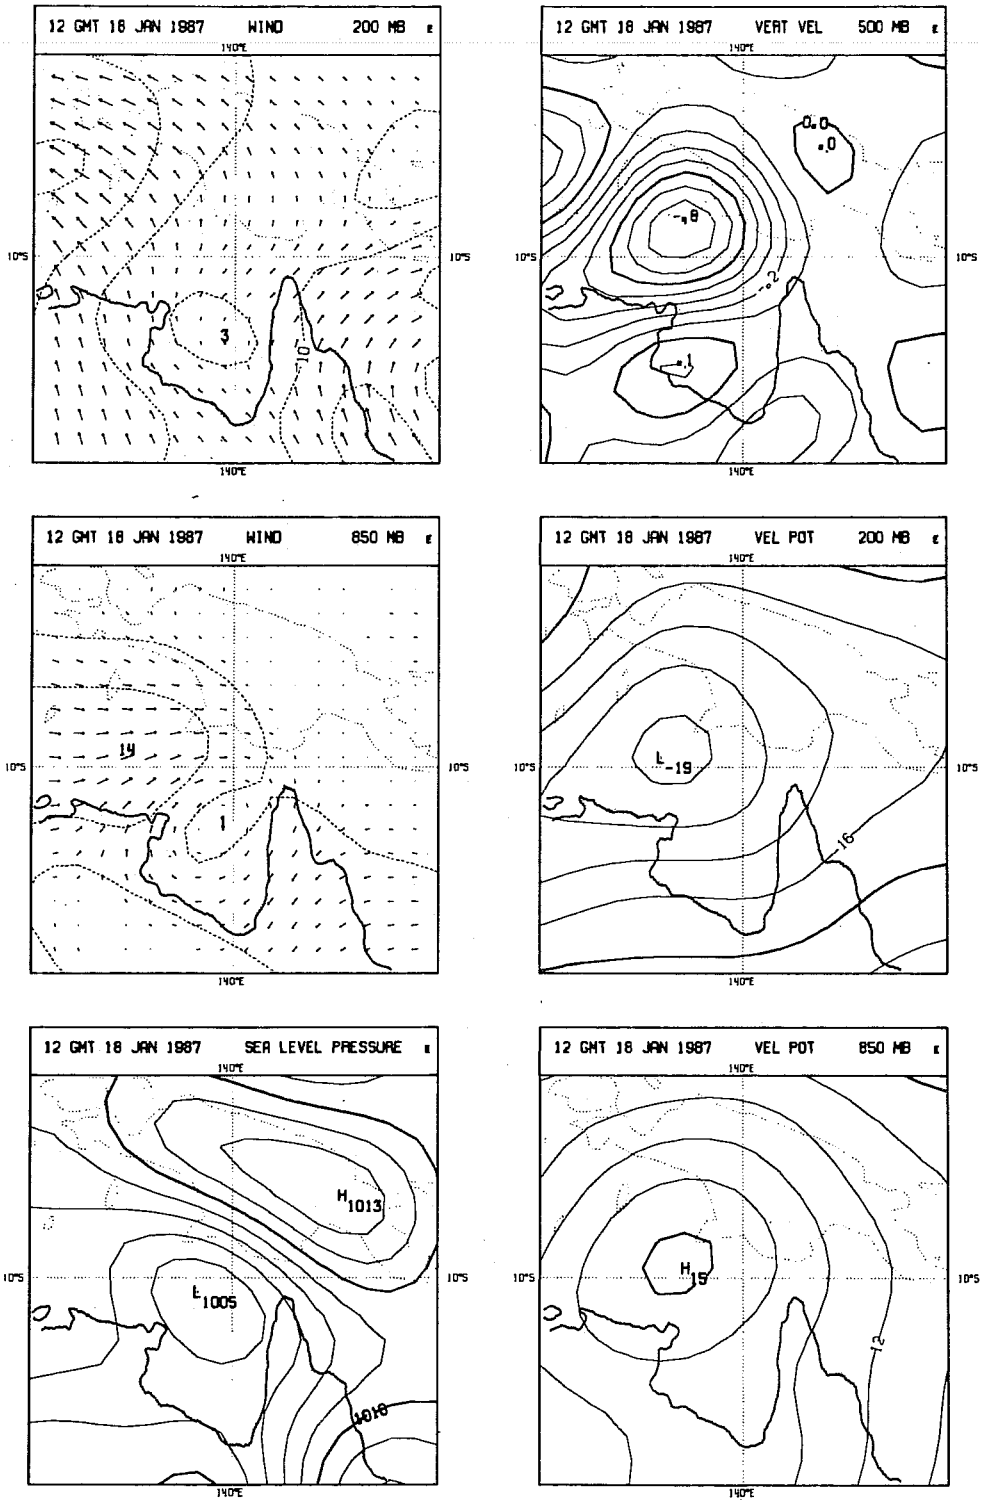 12 GMT 18 JAN 1987 WIND 200 MB E
140°E
10°S
10°S
3
10
140°E
12 GMT 18 JAN 1987 VERT VEL 500 MB E
140°E
0.0
.0
-.8
10°S
-.2
-.1
140°E
12 GMT 18 JAN 1987 WIND 850 MB E
140°E
14
10°S
10°S
1
140°E
12 GMT 18 JAN 1987 VEL POT 200 MB E
140°E
L-19
10°S
10°S
-16
140°E
12 GMT 18 JAN 1987 SEA LEVEL PRESSURE E
140°E
H1013
10°S
10°S
L1005
1010
140°E
12 GMT 18 JAN 1987 VEL POT 850 MB E
140°E
H15
10°S
10°S
12
140°E